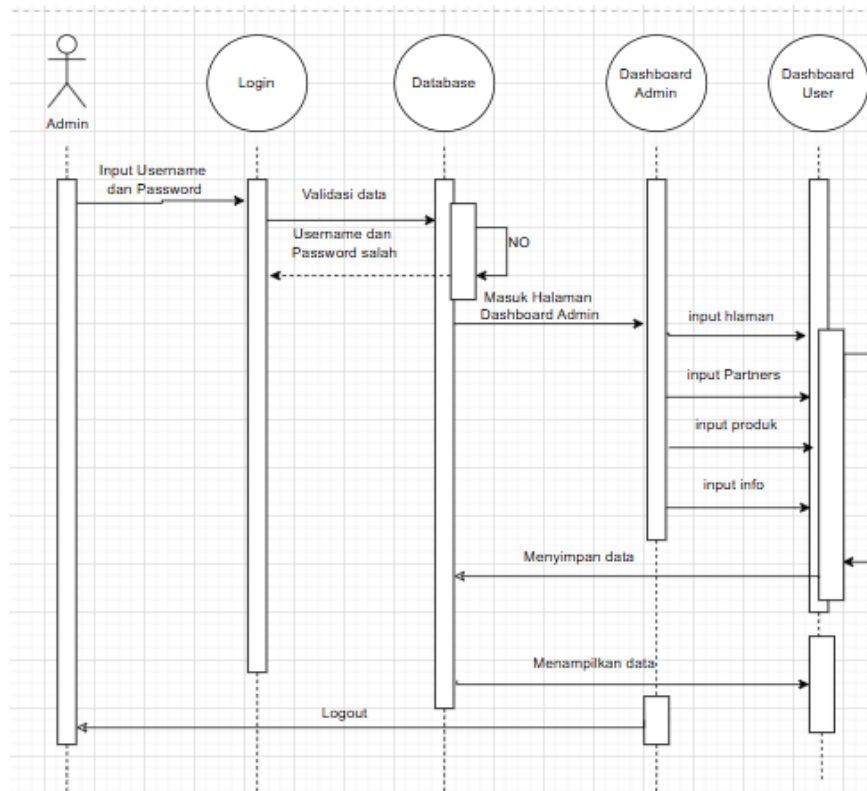 Admin
Login
Database
Dashboard
Admin
Dashboard
User
Input Username
dan Password
Validasi data
Username dan
Password salah
NO
Masuk Halaman
Dashboard Admin
input hlaman
input Partners
input produk
input info
Menyimpan data
Menampilkan data
Logout